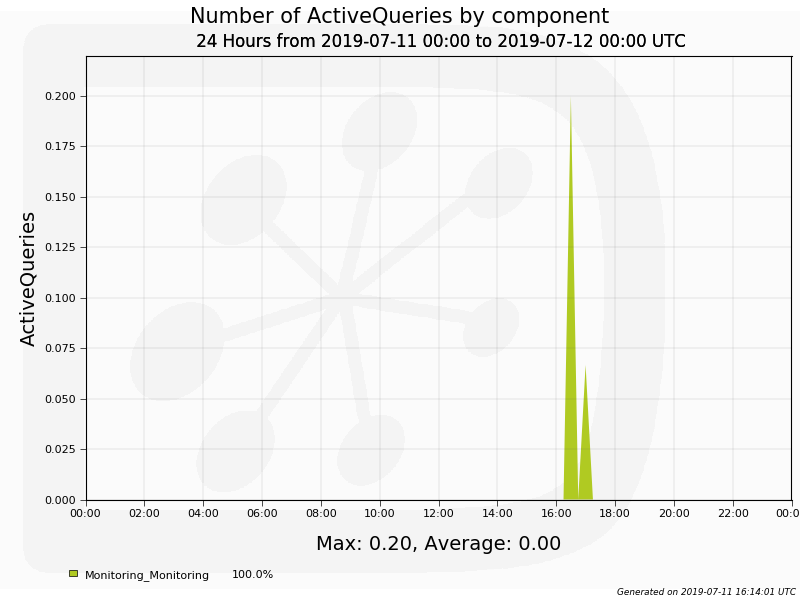 Number of ActiveQueries by component
24 Hours from 2019-07-11 00:00 to 2019-07-12 00:00 UTC
ActiveQueries
0.200
0.175
0.150
0.125
0.100
0.075
0.050
0.025
0.000
00:00 02:00 04:00 06:00 08:00 10:00 12:00 14:00 16:00 18:00 20:00 22:00 00:0
Max: 0.20, Average: 0.00
Monitoring_Monitoring 100.0%
Generated on 2019-07-11 16:14:01 UTC